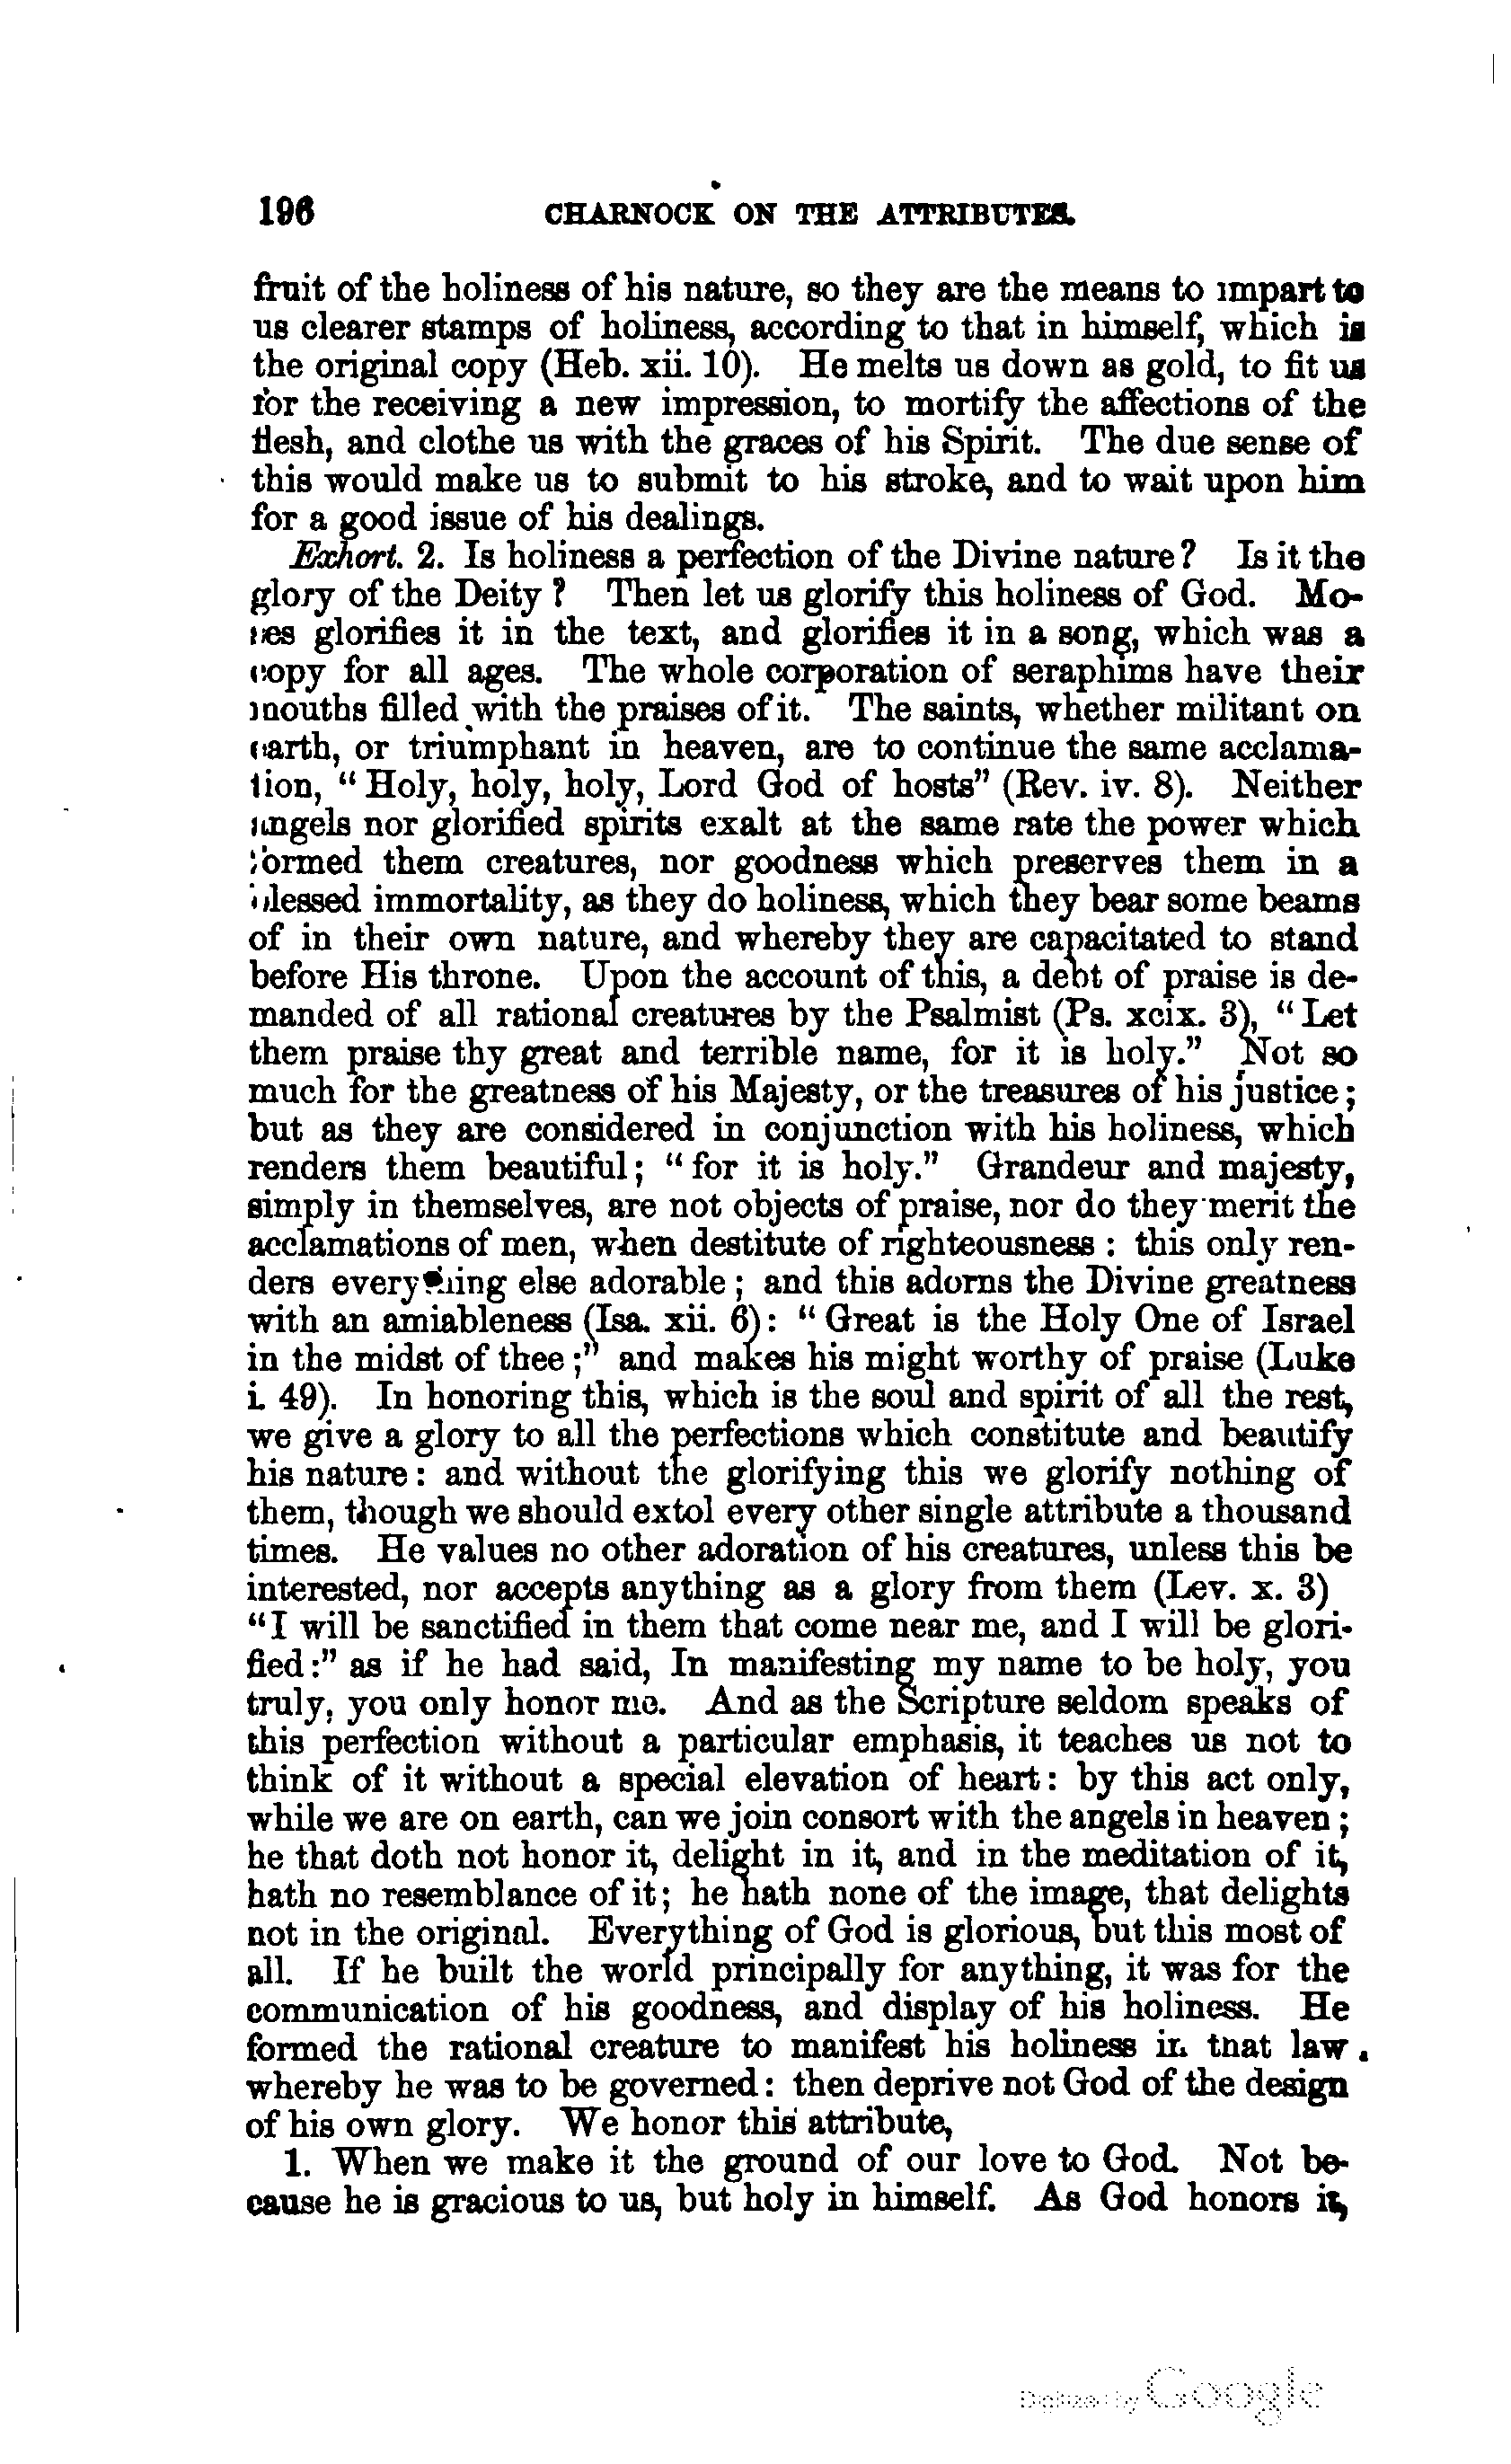 196 CHARNOCK ON THE ATTRIBUTES.
fruit of the holiness of his nature, so they are the means to impart to
us clearer stamps of holiness, according to that in himself, which is
the original copy (Heb. xii. 10). He melts us down as gold, to fit us
for the receiving a new impression, to mortify the affections of the
flesh, and clothe us with the graces of his Spirit. The due sense of
this would make us to submit to his stroke, and to wait upon him
for a good issue of his dealings.
Exhort. 2. Is holiness a perfection of the Divine nature? Is it the
glory of the Deity? Then let us glorify this holiness of God. Mo-
ses glorifies it in the text, and glorifies it in a song, which was a
copy for all ages. The whole corporation of seraphims have their
mouths filled with the praises of it. The saints, whether militant on
earth, or triumphant in heaven, are to continue the same acclama-
tion, "Holy, holy, holy, Lord God of hosts" (Rev. iv. 8). Neither
angels nor glorified spirits exalt at the same rate the power which
formed them creatures, nor goodness which preserves them in a
blessed immortality, as they do holiness, which they bear some beams
of in their own nature, and whereby they are capacitated to stand
before His throne. Upon the account of this, a debt of praise is de-
manded of all rational creatures by the Psalmist (Ps. xcix. 3), "Let
them praise thy great and terrible name, for it is holy." Not so
much for the greatness of his Majesty, or the treasures of his justice;
but as they are considered in conjunction with his holiness, which
renders them beautiful; "for it is holy." Grandeur and majesty,
simply in themselves, are not objects of praise, nor do they merit the
acclamations of men, when destitute of righteousness: this only ren-
ders everything else adorable; and this adorns the Divine greatness
with an amiableness (Isa. xii. 6): "Great is the Holy One of Israel
in the midst of thee;" and makes his might worthy of praise (Luke
i. 49). In honoring this, which is the soul and spirit of all the rest,
we give a glory to all the perfections which constitute and beautify
his nature: and without the glorifying this we glorify nothing of
them, though we should extol every other single attribute a thousand
times. He values no other adoration of his creatures, unless this be
interested, nor accepts anything as a glory from them (Lev. x. 3)
"I will be sanctified in them that come near me, and I will be glori-
fied:" as if he had said, In manifesting my name to be holy, you
truly, you only honor me. And as the Scripture seldom speaks of
this perfection without a particular emphasis, it teaches us not to
think of it without a special elevation of heart: by this act only,
while we are on earth, can we join consort with the angels in heaven;
he that doth not honor it, delight in it, and in the meditation of it,
hath no resemblance of it; he hath none of the image, that delights
not in the original. Everything of God is glorious, but this most of
all. If he built the world principally for anything, it was for the
communication of his goodness, and display of his holiness. He
formed the rational creature to manifest his holiness in that law
whereby he was to be governed: then deprive not God of the design
of his own glory. We honor this attribute,
1. When we make it the ground of our love to God. Not be-
cause he is gracious to us, but holy in himself. As God honors it,
Digitized by Google